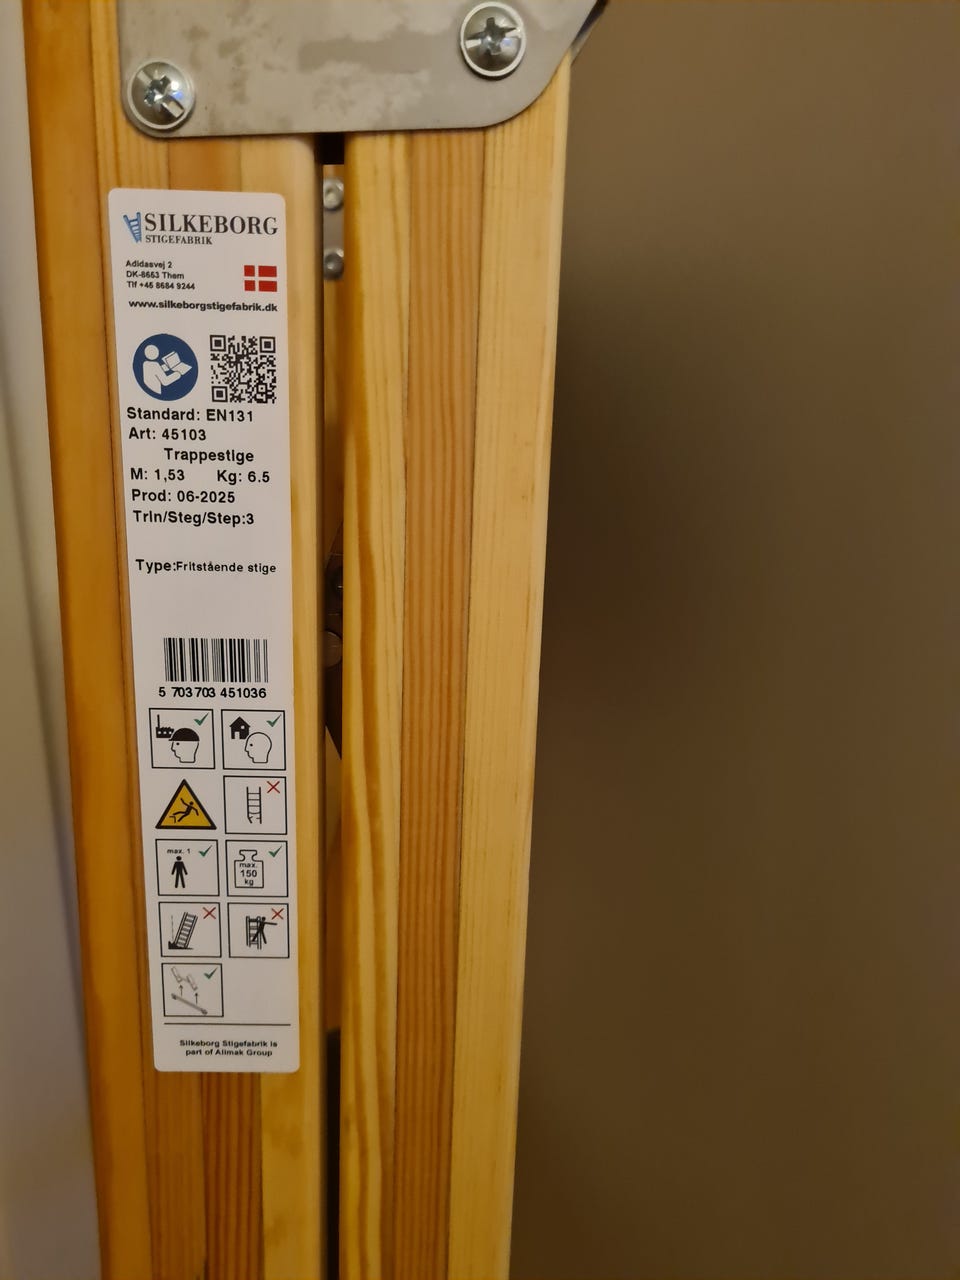 SILKEBORG
STIGEFABRIK
Adidasvej 2
DK-8653 Them
Tlf +45 8684 9244
www.silkeborgstigefabrik.dk
Standard: EN131
Art: 45103
Trappestige
M: 1,53 Kg: 6.5
Prod: 06-2025
Trin/Steg/Step:3
Type:Fritstående stige
5 703703 451036
max. 1
max.
150
kg
Silkeborg Stigefabrik is
part of Alimak Group